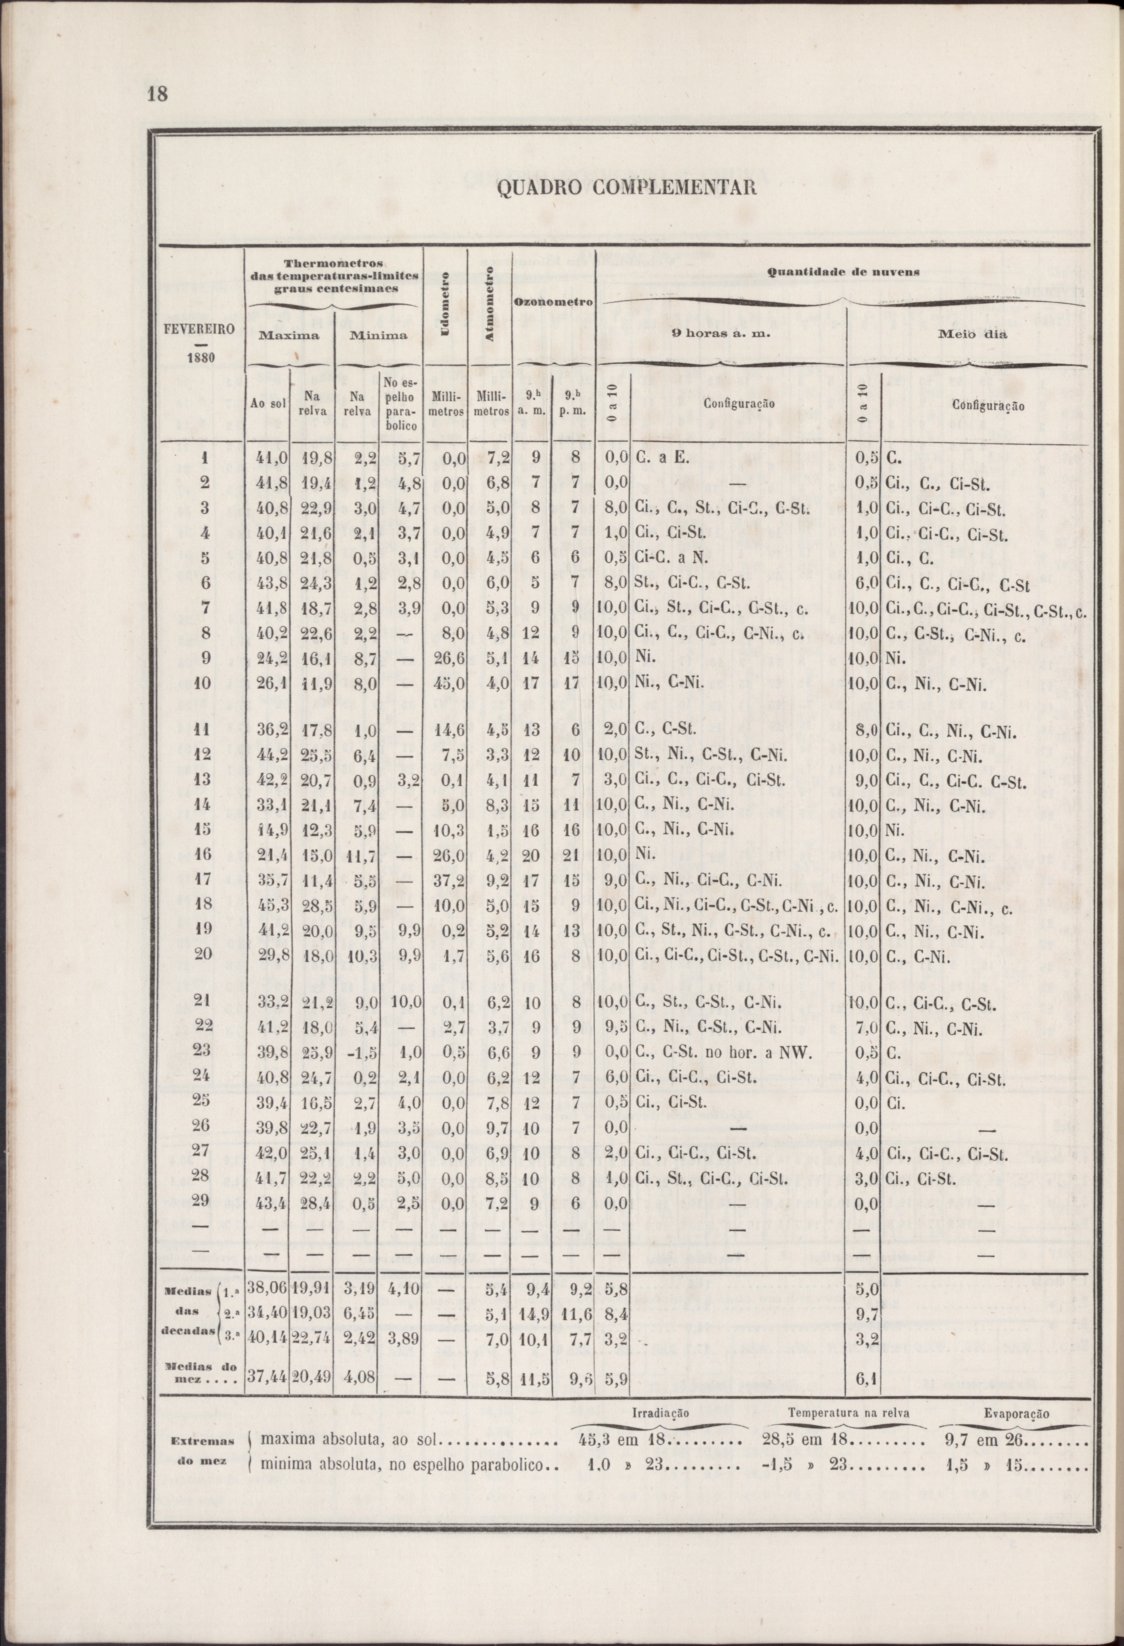 18
QUADRO COMPLEMENTAR
FEVEREIRO
—
1880
Thermometros
das temperaturas-limites
graus centesimaes
Udometro
Atmometro
Ozonometro
Quantidade de nuvens
Maxima Minima
9 horas a. m.
Meio dia
Ao sol
Na relva
Na relva
No espelho parabolico
Millimetros
Millimetros
9.h a. m.
9.h p. m.
0 a 10
Configuração
0 a 10
Configuração
1 41,0 19,8 2,2 5,7 0,0 7,2 9 8 0,0 C. a E. 0,5 C.
2 41,8 19,4 1,2 4,8 0,0 6,8 7 7 0,0 — 0,5 Ci., C., Ci-St.
3 40,8 22,9 3,0 4,7 0,0 5,0 8 7 8,0 Ci., C., St., Ci-C., C-St. 1,0 Ci., Ci-C., Ci-St.
4 40,1 21,6 2,1 3,7 0,0 4,9 7 7 1,0 Ci., Ci-St. 1,0 Ci., Ci-C., Ci-St.
5 40,8 21,8 0,5 3,1 0,0 4,5 6 6 0,5 Ci-C. a N. 1,0 Ci., C.
6 43,8 24,3 1,2 2,8 0,0 6,0 5 7 8,0 St., Ci-C., C-St. 6,0 Ci., C., Ci-C., C-St
7 41,8 18,7 2,8 3,9 0,0 5,3 9 9 10,0 Ci., St., Ci-C., C-St., c. 10,0 Ci., C., Ci-C., Ci-St., C-St., c.
8 40,2 22,6 2,2 — 8,0 4,8 12 9 10,0 Ci., C., Ci-C., C-Ni., c. 10,0 C., C-St., C-Ni., c.
9 24,2 16,1 8,7 — 26,6 5,1 14 15 10,0 Ni. 10,0 Ni.
10 26,1 11,9 8,0 — 45,0 4,0 17 17 10,0 Ni., C-Ni. 10,0 C., Ni., C-Ni.
11 36,2 17,8 1,0 — 14,6 4,5 13 6 2,0 C., C-St. 8,0 Ci., C., Ni., C-Ni.
12 44,2 25,5 6,4 — 7,5 3,3 12 10 10,0 St., Ni., C-St., C-Ni. 10,0 C., Ni., C-Ni.
13 42,2 20,7 0,9 3,2 0,1 4,1 11 7 3,0 Ci., C., Ci-C., Ci-St. 9,0 Ci., C., Ci-C. C-St.
14 33,1 21,1 7,4 — 5,0 8,3 15 11 10,0 C., Ni., C-Ni. 10,0 C., Ni., C-Ni.
15 14,9 12,3 5,9 — 10,3 1,5 16 16 10,0 C., Ni., C-Ni. 10,0 Ni.
16 21,4 15,0 11,7 — 26,0 4,2 20 21 10,0 Ni. 10,0 C., Ni., C-Ni.
17 35,7 11,4 5,5 — 37,2 9,2 17 15 9,0 C., Ni., Ci-C., C-Ni. 10,0 C., Ni., C-Ni.
18 45,3 28,5 5,9 — 10,0 5,0 15 9 10,0 Ci., Ni., Ci-C., C-St., C-Ni., c. 10,0 C., Ni., C-Ni., c.
19 41,2 20,0 9,5 9,9 0,2 5,2 14 13 10,0 C., St., Ni., C-St., C-Ni., c. 10,0 C., Ni., C-Ni.
20 29,8 18,0 10,3 9,9 1,7 5,6 16 8 10,0 Ci., Ci-C., Ci-St., C-St., C-Ni. 10,0 C., C-Ni.
21 33,2 21,2 9,0 10,0 0,1 6,2 10 8 10,0 C., St., C-St., C-Ni. 10,0 C., Ci-C., C-St.
22 41,2 18,0 5,4 — 2,7 3,7 9 9 9,5 C., Ni., C-St., C-Ni. 7,0 C., Ni., C-Ni.
23 39,8 25,9 -1,5 1,0 0,5 6,6 9 9 0,0 C., C-St. no hor. a NW. 0,5 C.
24 40,8 24,7 0,2 2,1 0,0 6,2 12 7 6,0 Ci., Ci-C., Ci-St. 4,0 Ci., Ci-C., Ci-St.
25 39,4 16,5 2,7 4,0 0,0 7,8 12 7 0,5 Ci., Ci-St. 0,0 Ci.
26 39,8 22,7 1,9 3,5 0,0 9,7 10 7 0,0 — 0,0 —
27 42,0 25,1 1,4 3,0 0,0 6,9 10 8 2,0 Ci., Ci-C., Ci-St. 4,0 Ci., Ci-C., Ci-St.
28 41,7 22,2 2,2 5,0 0,0 8,5 10 8 1,0 Ci., St., Ci-C., Ci-St. 3,0 Ci., Ci-St.
29 43,4 28,4 0,5 2,5 0,0 7,2 9 6 0,0 — 0,0 —
— — — — — — — — — — — — —
— — — — — — — — — — — — —
Medias das decadas
1.ª 38,06 19,91 3,19 4,10 — 5,4 9,4 9,2 5,8 5,0
2.ª 34,40 19,03 6,45 — — 5,1 14,9 11,6 8,4 9,7
3.ª 40,14 22,74 2,42 3,89 — 7,0 10,1 7,7 3,2 3,2
Medias do
mez.... 37,44 20,49 4,08 — — 5,8 11,5 9,6 5,9 6,1
Irradiação Temperatura na relva Evaporação
Extremas do mez
maxima absoluta, ao sol.............. 45,3 em 18......... 28,5 em 18......... 9,7 em 26........
minima absoluta, no espelho parabolico.. 1,0 » 23......... -1,5 » 23......... 1,5 » 15........